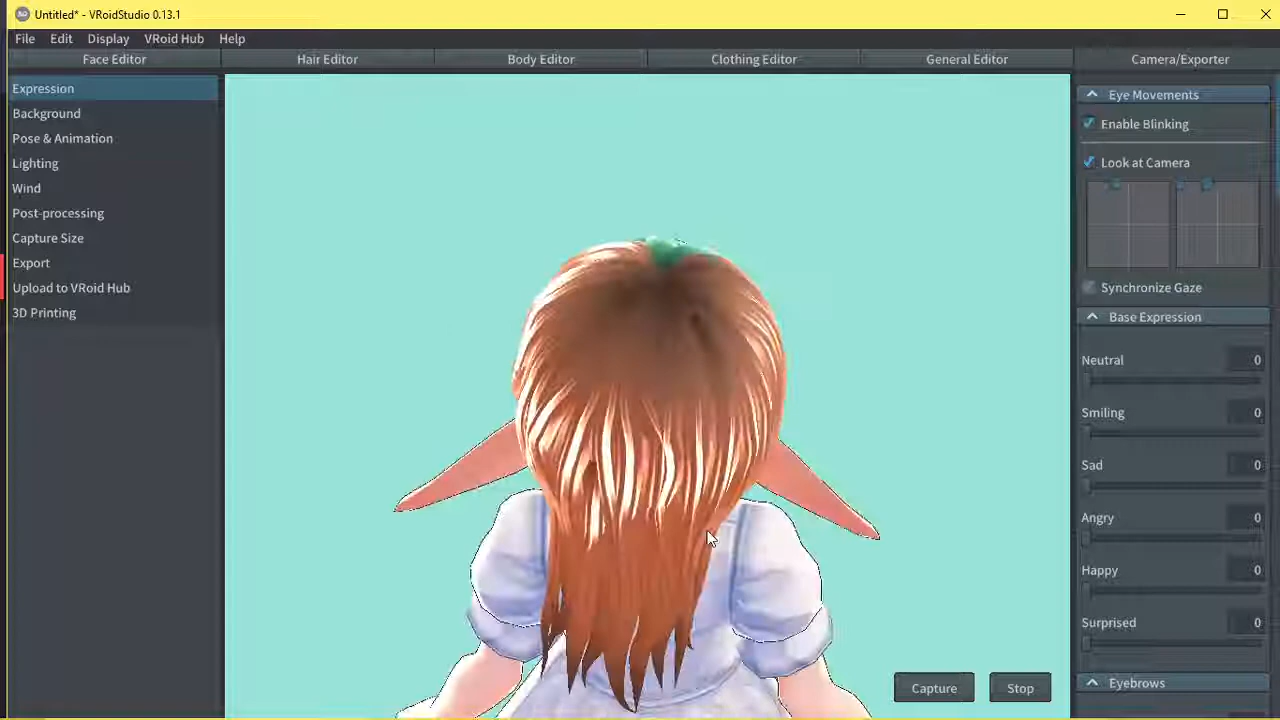 Untitled* - VRoidStudio 0.13.1
File Edit Display VRoid Hub Help
Face Editor Hair Editor Body Editor Clothing Editor General Editor Camera/Exporter
Expression
Background
Pose & Animation
Lighting
Wind
Post-processing
Capture Size
Export
Upload to VRoid Hub
3D Printing
Capture Stop
Eye Movements
Enable Blinking
Look at Camera
Synchronize Gaze
Base Expression
Neutral 0
Smiling 0
Sad 0
Angry 0
Happy 0
Surprised 0
Eyebrows